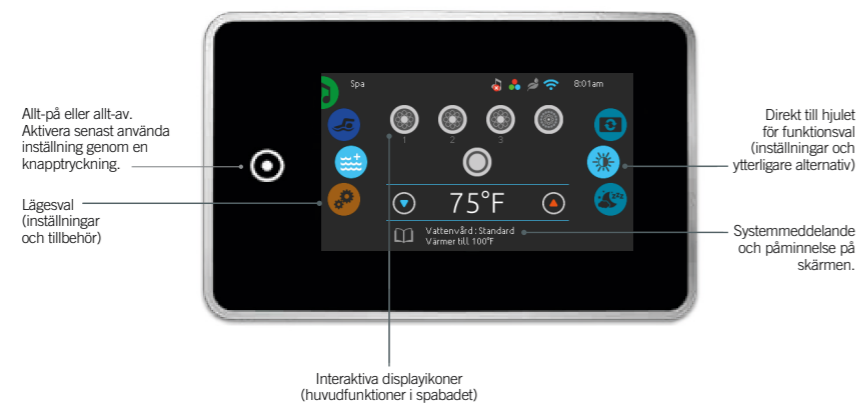 Allt-på eller allt-av.
Aktivera senast använda
inställning genom en
knapptryckning.
Lägesval
(inställningar
och tillbehör)
Spa
8:01am
1
2
3
75°F
Vattenvård : Standard
Värmer till 100°F
Direkt till hjulet
för funktionsval
(inställningar och
ytterligare alternativ)
Systemmeddelande
och påminnelse på
skärmen.
Interaktiva displayikoner
(huvudfunktioner i spabadet)